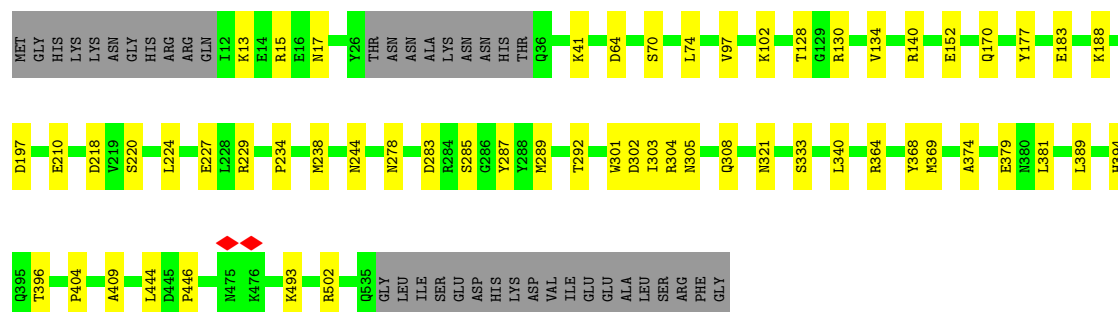 MET GLY HIS LYS LYS ASN GLY HIS ARG ARG GLN I12 K13 E14 R15 E16 N17 Y26 THR ASN ASN ALA LYS ASN ASN HIS THR Q36 K41 D64 S70 L74 V97 K102 T128 G129 R130 V134 R140 E152 Q170 Y177 E183 K188
D197 E210 D218 V219 S220 L224 E227 L228 R229 P234 M238 N244 N278 D283 R284 S285 G286 Y287 Y288 M289 T292 W301 D302 I303 R304 N305 Q308 N321 S333 L340 R364 Y368 M369 A374 E379 N380 L381 L389 H394
Q395 T396 P404 A409 L444 D445 P446 N475 K476 K493 R502 Q535 GLY LEU ILE SER GLU ASP HIS LYS ASP VAL ILE GLU GLU ALA LEU SER ARG PHE GLY